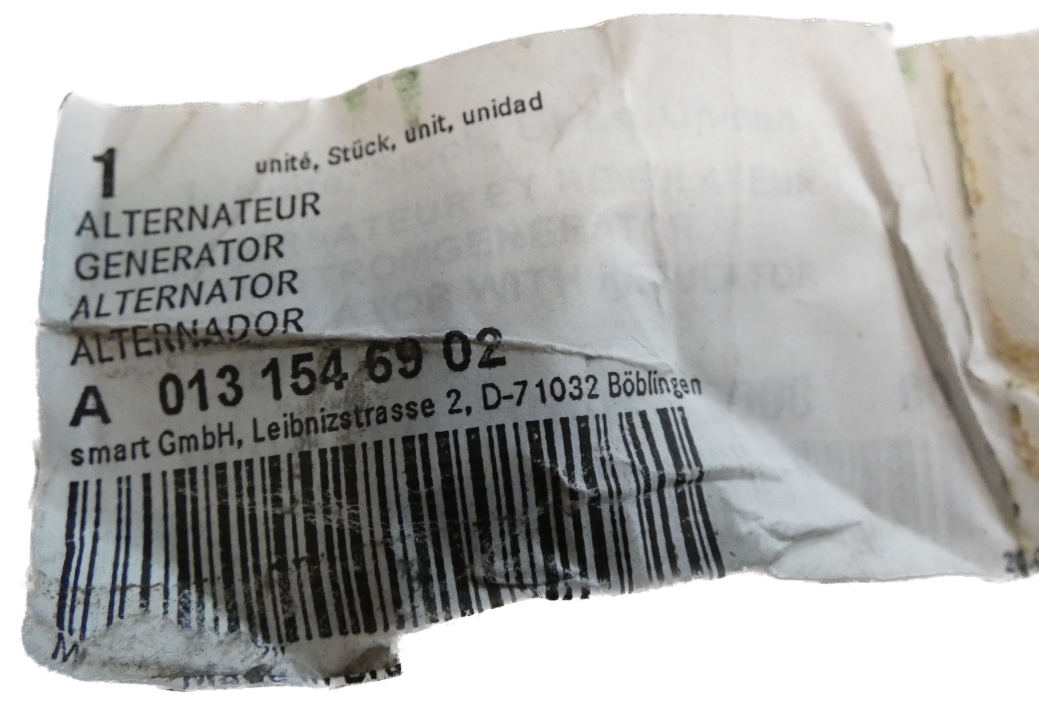 1 unité, Stück, unit, unidad
ALTERNATEUR
GENERATOR
ALTERNATOR
ALTERNADOR
A 013 154 69 02
smart GmbH, Leibnizstrasse 2, D-71032 Böblingen